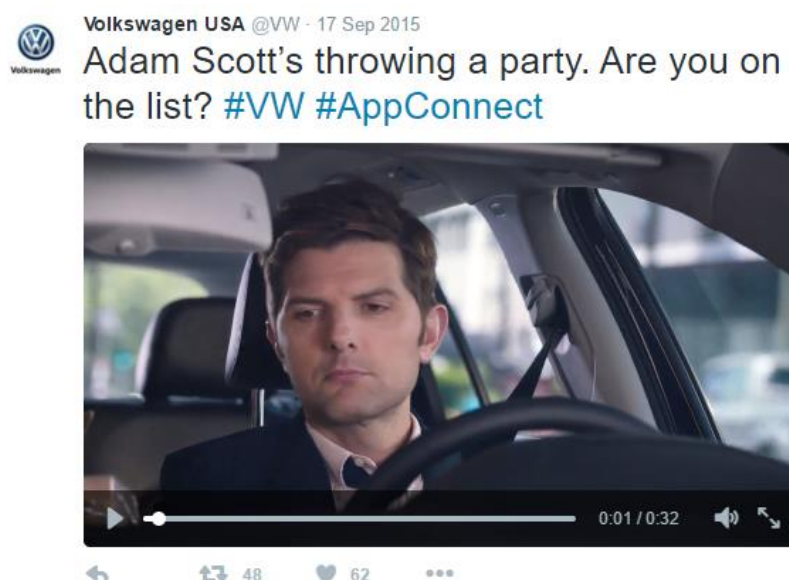 Volkswagen USA @VW · 17 Sep 2015
Volkswagen
Adam Scott’s throwing a party. Are you on
the list? #VW #AppConnect
0:01 / 0:32
48 62